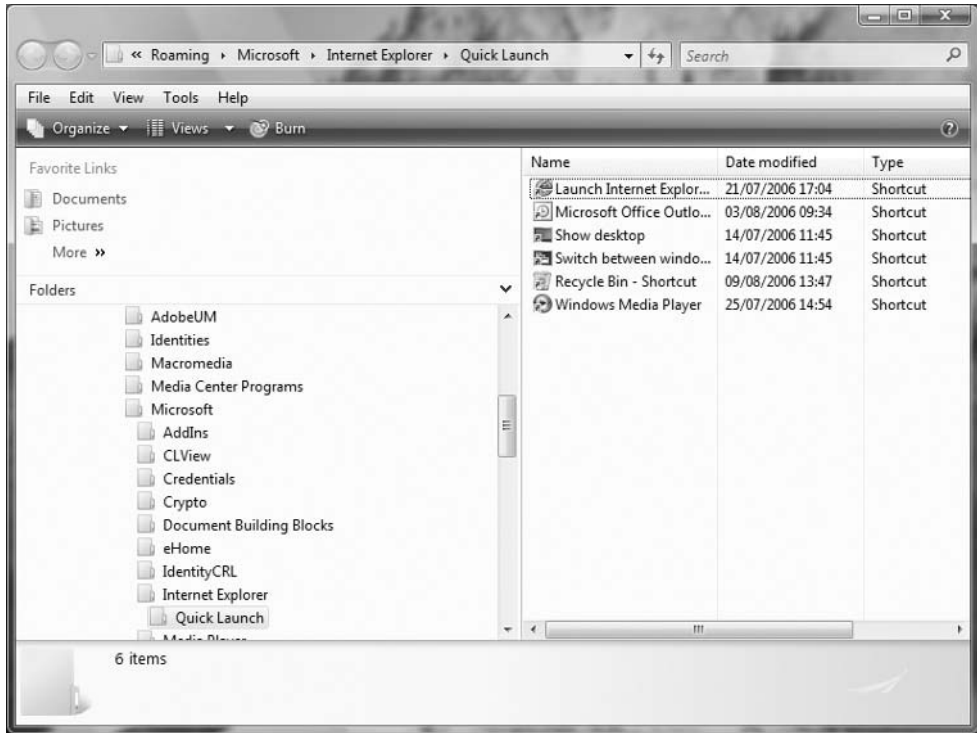 « Roaming ▸ Microsoft ▸ Internet Explorer ▸ Quick Launch
Search
File Edit View Tools Help
Organize Views Burn
Favorite Links
Documents
Pictures
More »
Folders
AdobeUM
Identities
Macromedia
Media Center Programs
Microsoft
AddIns
CLView
Credentials
Crypto
Document Building Blocks
eHome
IdentityCRL
Internet Explorer
Quick Launch
Media Player
Name Date modified Type
Launch Internet Explor... 21/07/2006 17:04 Shortcut
Microsoft Office Outlo... 03/08/2006 09:34 Shortcut
Show desktop 14/07/2006 11:45 Shortcut
Switch between windo... 14/07/2006 11:45 Shortcut
Recycle Bin - Shortcut 09/08/2006 13:47 Shortcut
Windows Media Player 25/07/2006 14:54 Shortcut
6 items